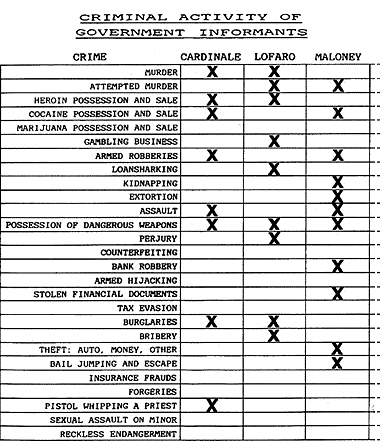 CRIMINAL ACTIVITY OF
GOVERNMENT INFORMANTS
CRIME CARDINALE LOFARO MALONEY
MURDER X X
ATTEMPTED MURDER X X
HEROIN POSSESSION AND SALE X X
COCAINE POSSESSION AND SALE X X
MARIJUANA POSSESSION AND SALE
GAMBLING BUSINESS X
ARMED ROBBERIES X X
LOANSHARKING X
KIDNAPPING X
EXTORTION X
ASSAULT X X
POSSESSION OF DANGEROUS WEAPONS X X X
PERJURY X
COUNTERFEITING
BANK ROBBERY X
ARMED HIJACKING
STOLEN FINANCIAL DOCUMENTS X
TAX EVASION
BURGLARIES X X
BRIBERY X
THEFT: AUTO, MONEY, OTHER X
BAIL JUMPING AND ESCAPE X
INSURANCE FRAUDS
FORGERIES
PISTOL WHIPPING A PRIEST X
SEXUAL ASSAULT ON MINOR
RECKLESS ENDANGERMENT